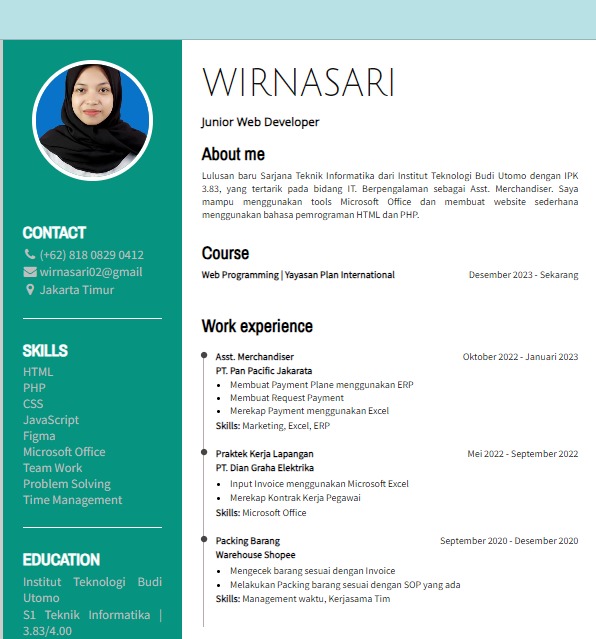 WIRNASARI
Junior Web Developer
About me
Lulusan baru Sarjana Teknik Informatika dari Institut Teknologi Budi Utomo dengan IPK
3.83, yang tertarik pada bidang IT. Berpengalaman sebagai Asst. Merchandiser. Saya
mampu menggunakan tools Microsoft Office dan membuat website sederhana
menggunakan bahasa pemrograman HTML dan PHP.
CONTACT
(+62) 818 0829 0412
wirnasari02@gmail
Jakarta Timur
SKILLS
HTML
PHP
CSS
JavaScript
Figma
Microsoft Office
Team Work
Problem Solving
Time Management
EDUCATION
Institut Teknologi Budi
Utomo
S1 Teknik Informatika |
3.83/4.00
Course
Web Programming | Yayasan Plan International Desember 2023 - Sekarang
Work experience
Asst. Merchandiser Oktober 2022 - Januari 2023
PT. Pan Pacific Jakarata
• Membuat Payment Plane menggunakan ERP
• Membuat Request Payment
• Merekap Payment menggunakan Excel
Skills: Marketing, Excel, ERP
Praktek Kerja Lapangan Mei 2022 - September 2022
PT. Dian Graha Elektrika
• Input Invoice menggunakan Microsoft Excel
• Merekap Kontrak Kerja Pegawai
Skills: Microsoft Office
Packing Barang September 2020 - Desember 2020
Warehouse Shopee
• Mengecek barang sesuai dengan Invoice
• Melakukan Packing barang sesuai dengan SOP yang ada
Skills: Management waktu, Kerjasama Tim